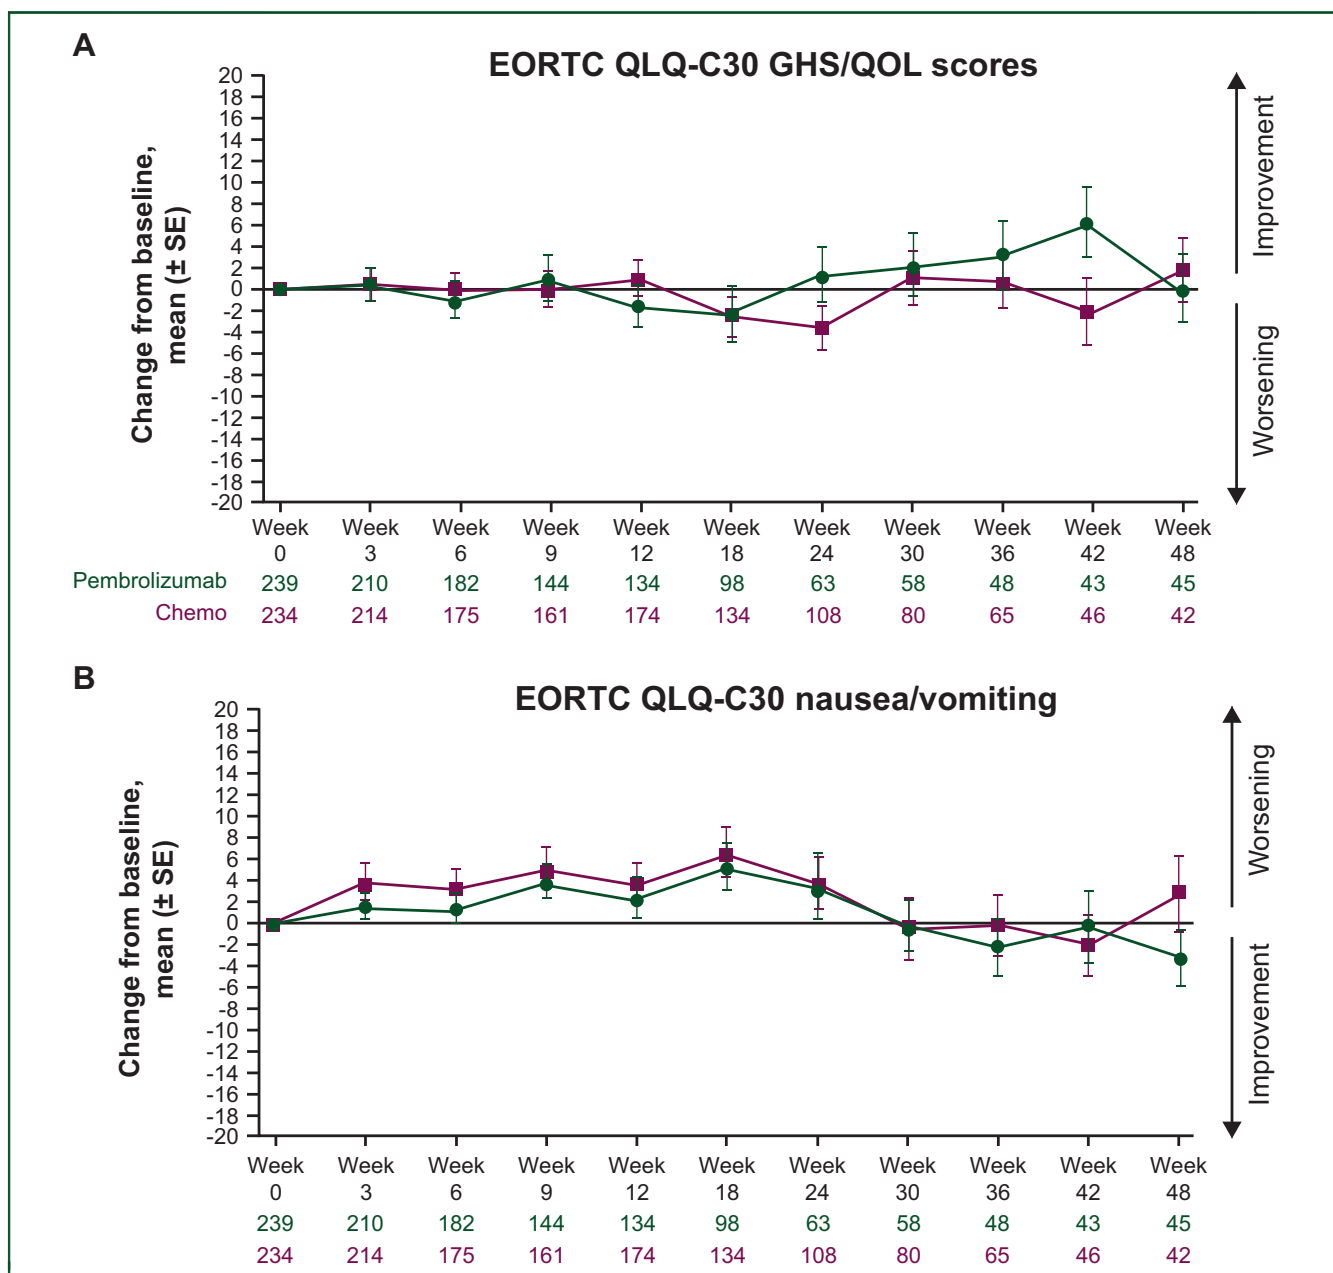 A
EORTC QLQ-C30 GHS/QOL scores
Change from baseline,
mean (± SE)
20
18
16
14
12
10
8
6
4
2
0
-2
-4
-6
-8
-10
-12
-14
-16
-18
-20
Improvement
Worsening
Week Week Week Week Week Week Week Week Week Week Week
0 3 6 9 12 18 24 30 36 42 48
Pembrolizumab 239 210 182 144 134 98 63 58 48 43 45
Chemo 234 214 175 161 174 134 108 80 65 46 42
B
EORTC QLQ-C30 nausea/vomiting
Change from baseline,
mean (± SE)
20
18
16
14
12
10
8
6
4
2
0
-2
-4
-6
-8
-10
-12
-14
-16
-18
-20
Worsening
Improvement
Week Week Week Week Week Week Week Week Week Week Week
0 3 6 9 12 18 24 30 36 42 48
239 210 182 144 134 98 63 58 48 43 45
234 214 175 161 174 134 108 80 65 46 42